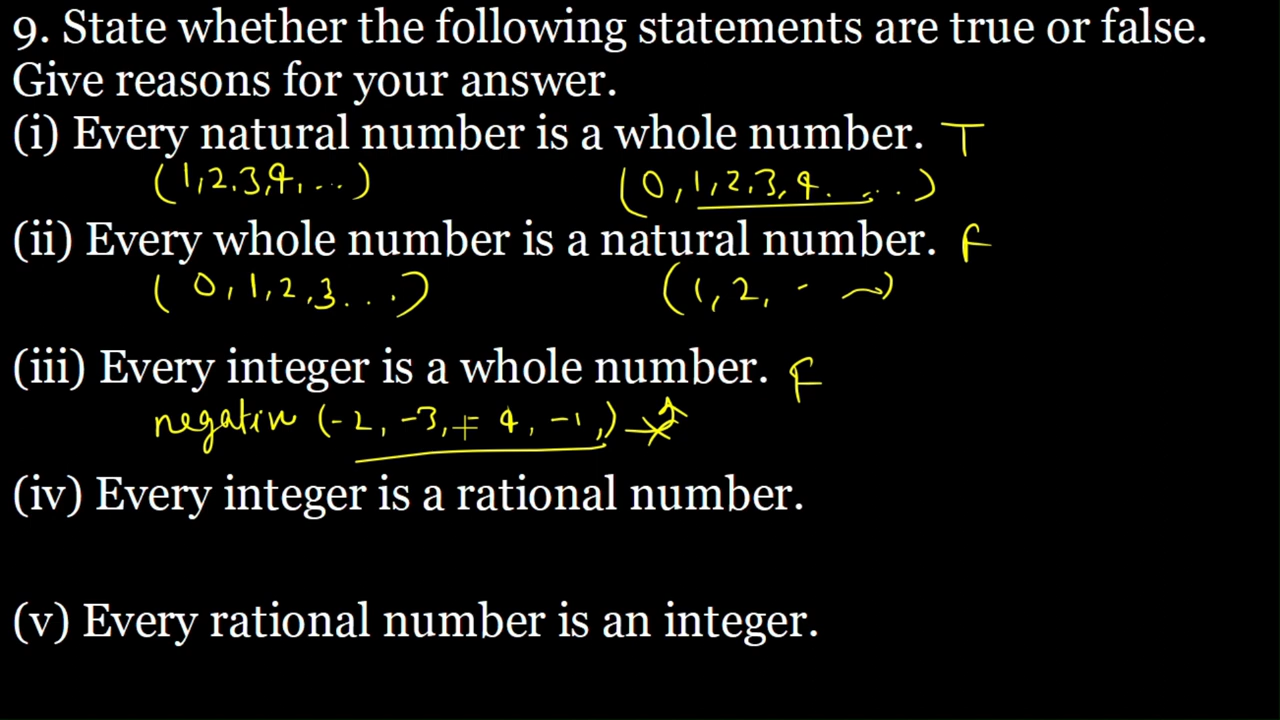 9. State whether the following statements are true or false.
Give reasons for your answer.
(i) Every natural number is a whole number. T
(1,2,3,4,...) (0,1,2,3,4.....)
(ii) Every whole number is a natural number. F
(0,1,2,3...) (1,2,
(iii) Every integer is a whole number. F
negative (-2, -3, -4, -1,)
(iv) Every integer is a rational number.
(v) Every rational number is an integer.